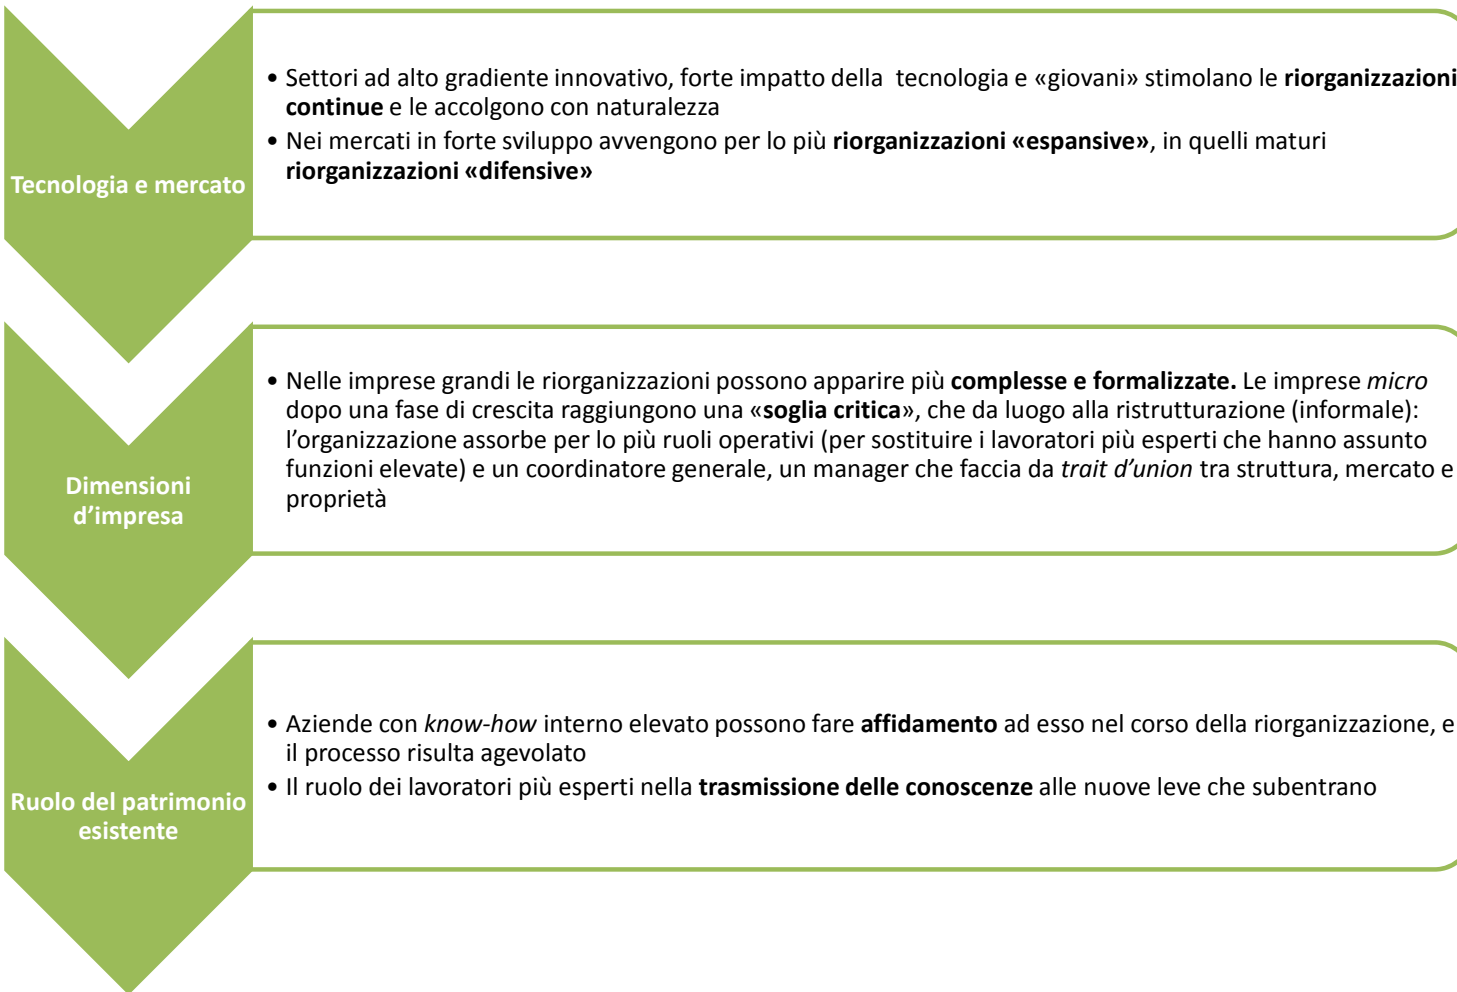 Tecnologia e mercato
• Settori ad alto gradiente innovativo, forte impatto della  tecnologia e «giovani» stimolano le riorganizzazioni
continue e le accolgono con naturalezza
• Nei mercati in forte sviluppo avvengono per lo più riorganizzazioni «espansive», in quelli maturi
riorganizzazioni «difensive»
Dimensioni
d’impresa
• Nelle imprese grandi le riorganizzazioni possono apparire più complesse e formalizzate. Le imprese micro
dopo una fase di crescita raggiungono una «soglia critica», che da luogo alla ristrutturazione (informale):
l’organizzazione assorbe per lo più ruoli operativi (per sostituire i lavoratori più esperti che hanno assunto
funzioni elevate) e un coordinatore generale, un manager che faccia da trait d’union tra struttura, mercato e
proprietà
Ruolo del patrimonio
esistente
• Aziende con know-how interno elevato possono fare affidamento ad esso nel corso della riorganizzazione, e
il processo risulta agevolato
• Il ruolo dei lavoratori più esperti nella trasmissione delle conoscenze alle nuove leve che subentrano